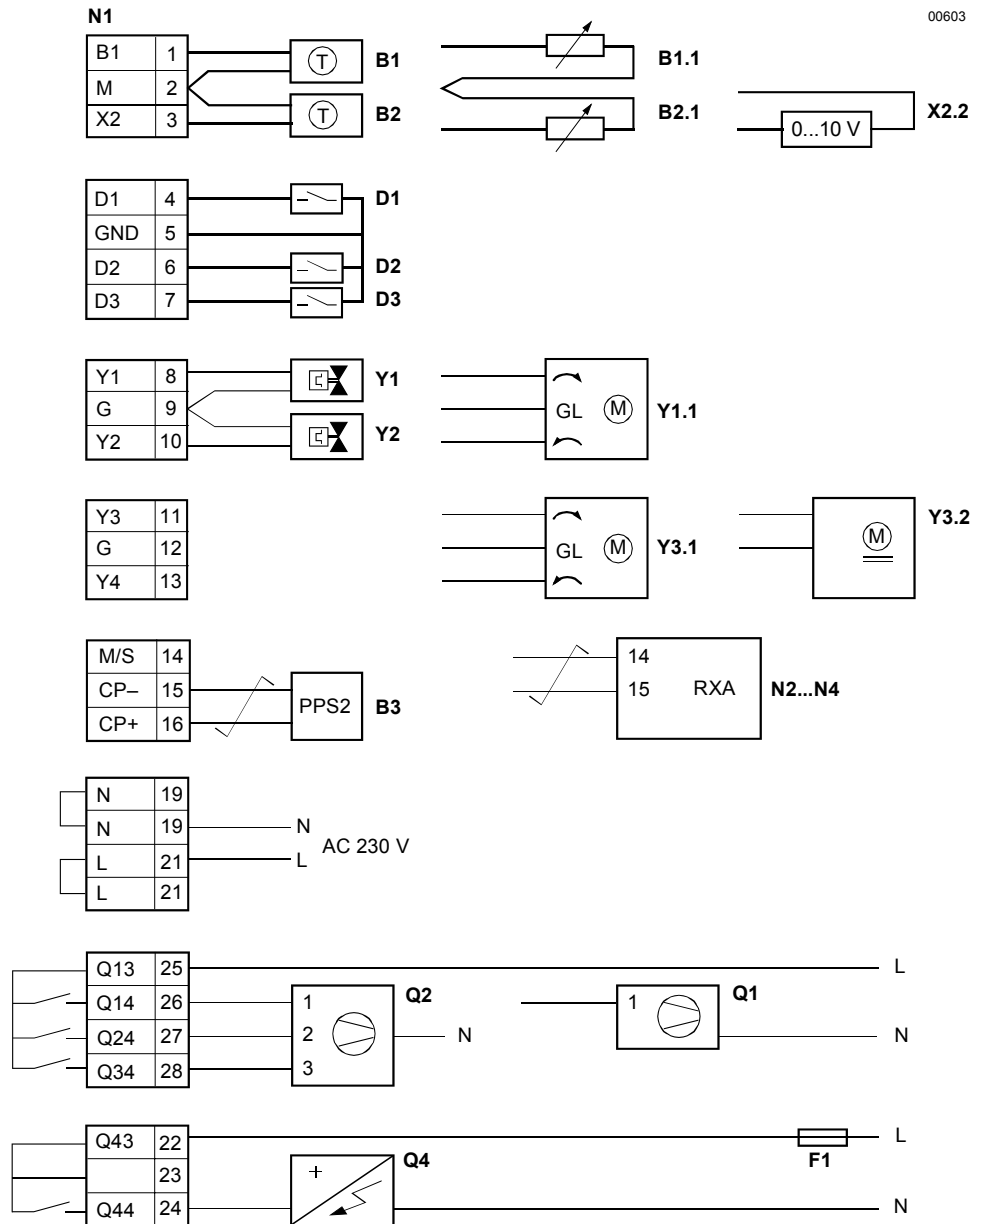 N1 00603
B1 1 T B1 B1.1
M 2
X2 3 T B2 B2.1 0...10 V X2.2
D1 4 D1
GND 5
D2 6 D2
D3 7 D3
Y1 8 Y1
G 9 GL M Y1.1
Y2 10 Y2
Y3 11 Y3.2
G 12 GL M Y3.1 M
Y4 13
M/S 14 14
CP– 15 PPS2 B3 15 RXA N2...N4
CP+ 16
N 19
N 19 N
AC 230 V
L 21 L
L 21
Q13 25 L
Q14 26 1 Q2 1 Q1
Q24 27 2 N N
Q34 28 3
Q43 22 L
23 + Q4 F1
Q44 24 N